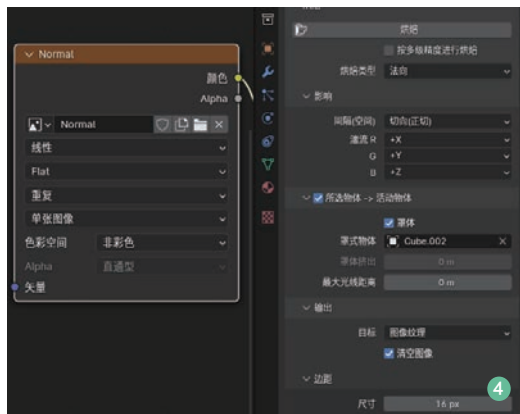 Normal
颜色
Alpha
Normal
线性
Flat
重复
单张图像
色彩空间 非彩色
Alpha 直通型
矢量
烘焙
按多级精度进行烘焙
烘焙类型 法向
影响
间隔(空间) 切向(正切)
混流 R +X
G +Y
B +Z
所选物体 -> 活动物体
罩体
罩式物体 Cube.002
罩体挤出 0 m
最大光线距离 0 m
输出
目标 图像纹理
清空图像
边距
尺寸 16 px
4